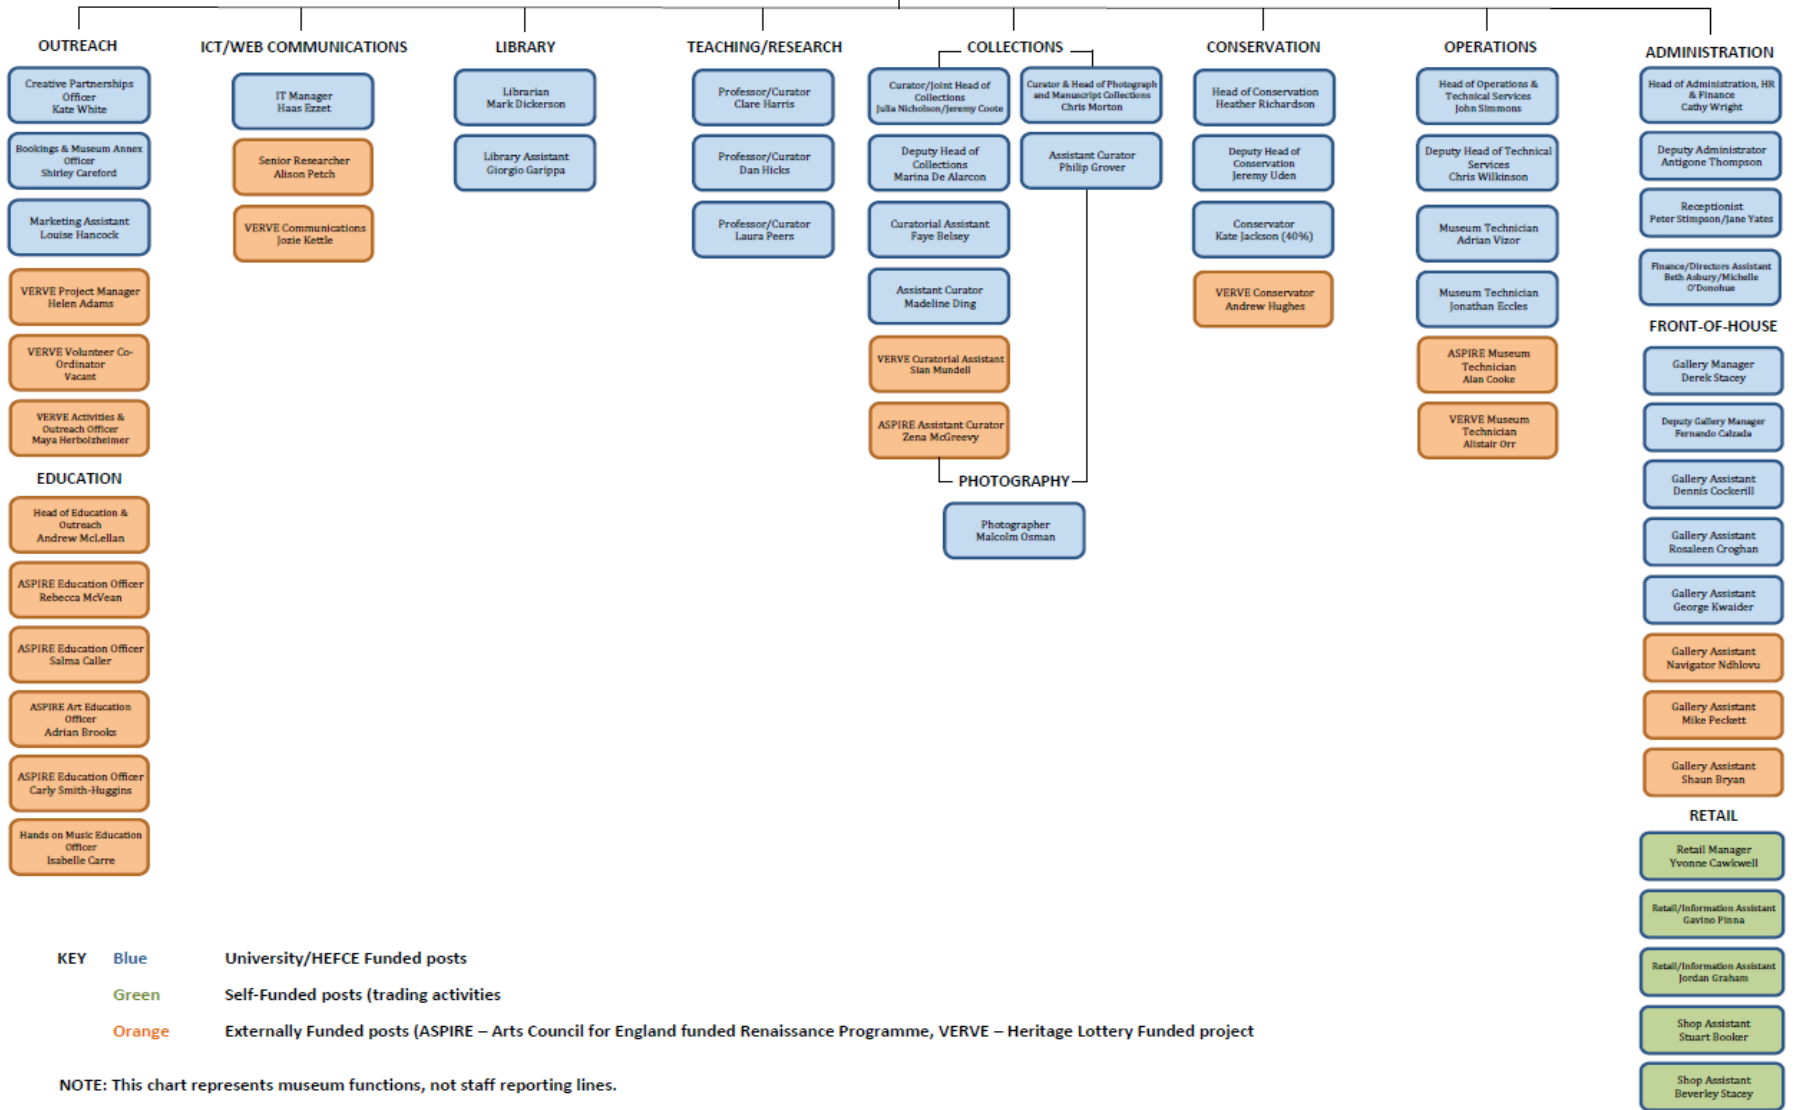 OUTREACH
Creative Partnerships
Officer
Kate White
Bookings & Museum Annex
Officer
Shirley Careford
Marketing Assistant
Louise Hancock
VERVE Project Manager
Helen Adams
VERVE Volunteer Co-
Ordinator
Vacant
VERVE Activities &
Outreach Officer
Maya Herbolzheimer
EDUCATION
Head of Education &
Outreach
Andrew McLellan
ASPIRE Education Officer
Rebecca McVean
ASPIRE Education Officer
Salma Caller
ASPIRE Art Education
Officer
Adrian Brooks
ASPIRE Education Officer
Carly Smith-Huggins
Hands on Music Education
Officer
Isabelle Carre
ICT/WEB COMMUNICATIONS
IT Manager
Haas Ezzet
Senior Researcher
Alison Petch
VERVE Communications
Jozie Kettle
LIBRARY
Librarian
Mark Dickerson
Library Assistant
Giorgio Garippa
TEACHING/RESEARCH
Professor/Curator
Clare Harris
Professor/Curator
Dan Hicks
Professor/Curator
Laura Peers
COLLECTIONS
Curator/Joint Head of
Collections
Julia Nicholson/Jeremy Coote
Deputy Head of
Collections
Marina De Alarcon
Curatorial Assistant
Faye Belsey
Assistant Curator
Madeline Ding
VERVE Curatorial Assistant
Sian Mundell
ASPIRE Assistant Curator
Zena McGreevy
Curator & Head of Photograph
and Manuscript Collections
Chris Morton
Assistant Curator
Philip Grover
PHOTOGRAPHY
Photographer
Malcolm Osman
CONSERVATION
Head of Conservation
Heather Richardson
Deputy Head of
Conservation
Jeremy Uden
Conservator
Kate Jackson (40%)
VERVE Conservator
Andrew Hughes
OPERATIONS
Head of Operations &
Technical Services
John Simmons
Deputy Head of Technical
Services
Chris Wilkinson
Museum Technician
Adrian Vizor
Museum Technician
Jonathan Eccles
ASPIRE Museum
Technician
Alan Cooke
VERVE Museum
Technician
Alistair Orr
ADMINISTRATION
Head of Administration, HR
& Finance
Cathy Wright
Deputy Administrator
Antigone Thompson
Receptionist
Peter Stimpson/Jane Yates
Finance/Directors Assistant
Beth Asbury/Michelle
O'Donohue
FRONT-OF-HOUSE
Gallery Manager
Derek Stacey
Deputy Gallery Manager
Fernando Calzada
Gallery Assistant
Dennis Cockerill
Gallery Assistant
Rosaleen Croghan
Gallery Assistant
George Kwaider
Gallery Assistant
Navigator Ndhlovu
Gallery Assistant
Mike Peckett
Gallery Assistant
Shaun Bryan
RETAIL
Retail Manager
Yvonne Cawkwell
Retail/Information Assistant
Gavino Pinna
Retail/Information Assistant
Jordan Graham
Shop Assistant
Stuart Booker
Shop Assistant
Beverley Stacey
KEY Blue University/HEFCE Funded posts
Green Self-Funded posts (trading activities
Orange Externally Funded posts (ASPIRE – Arts Council for England funded Renaissance Programme, VERVE – Heritage Lottery Funded project
NOTE: This chart represents museum functions, not staff reporting lines.